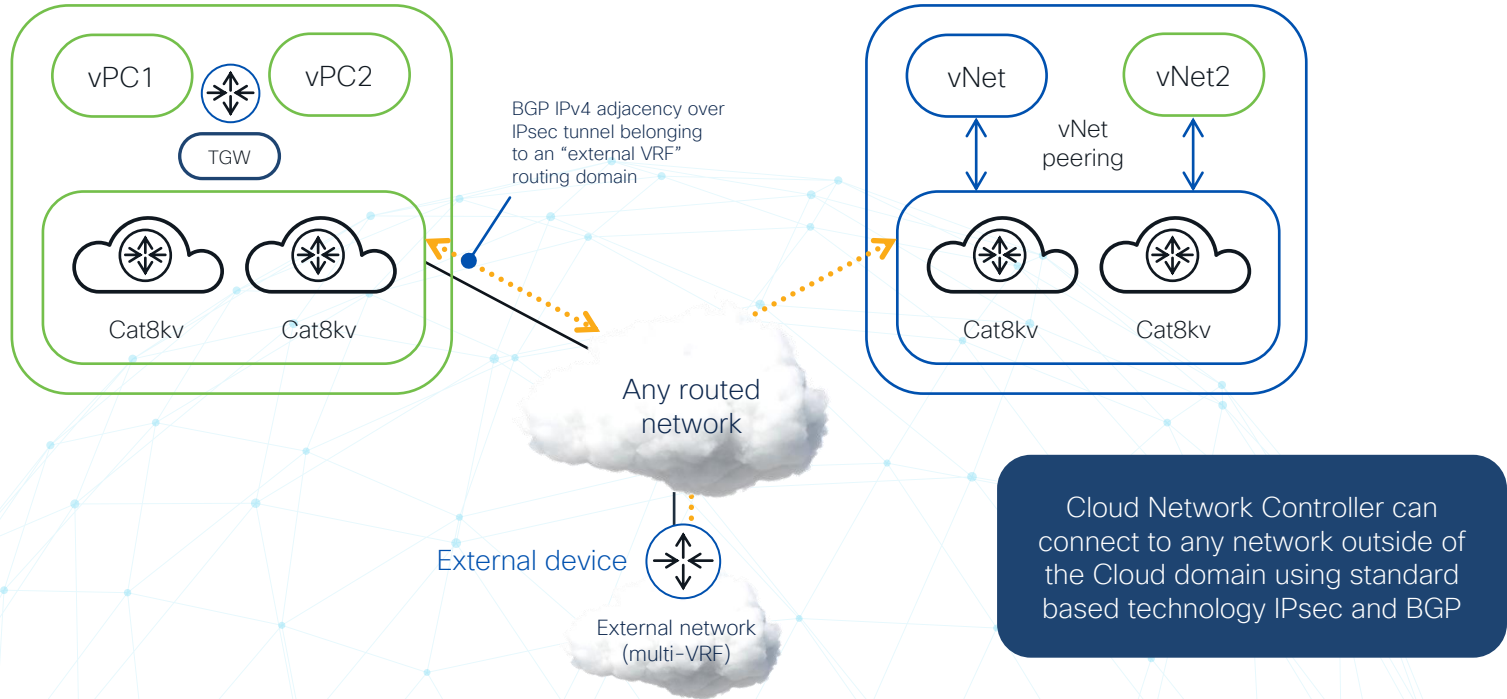 vPC1
vPC2
TGW
Cat8kv
Cat8kv
BGP IPv4 adjacency over
IPsec tunnel belonging
to an “external VRF”
routing domain
vNet
vNet2
vNet
peering
Cat8kv
Cat8kv
Any routed
network
External device
External network
(multi-VRF)
Cloud Network Controller can
connect to any network outside of
the Cloud domain using standard
based technology IPsec and BGP